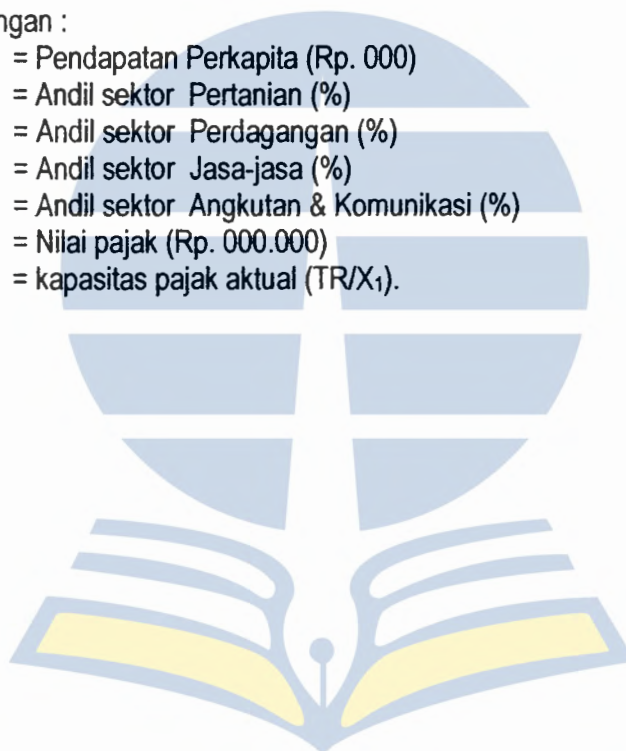 ngan :
= Pendapatan Perkapita (Rp. 000)
= Andil sektor Pertanian (%)
= Andil sektor Perdagangan (%)
= Andil sektor Jasa-jasa (%)
= Andil sektor Angkutan & Komunikasi (%)
= Nilai pajak (Rp. 000.000)
= kapasitas pajak aktual (TR/X₁).